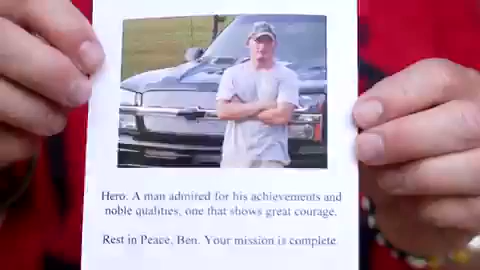 Hero. A man admired for his achievements and
noble qualities, one that shows great courage.
Rest in Peace, Ben. Your mission is complete.